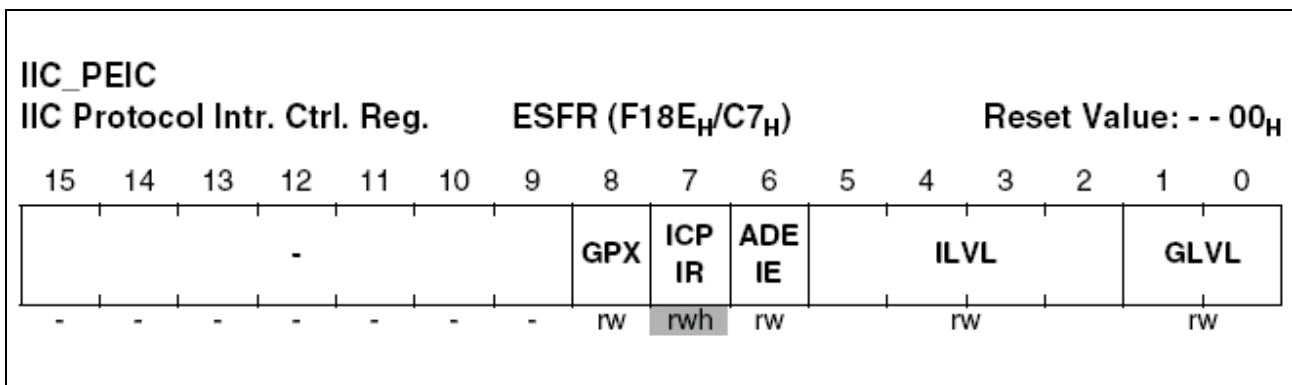 IIC_PEIC
IIC Protocol Intr. Ctrl. Reg. ESFR (F18EH/C7H) Reset Value: - - 00H
15 14 13 12 11 10 9 8 7 6 5 4 3 2 1 0
- GPX ICP IR ADE IE ILVL GLVL
- - - - - - - rw rwh rw rw rw